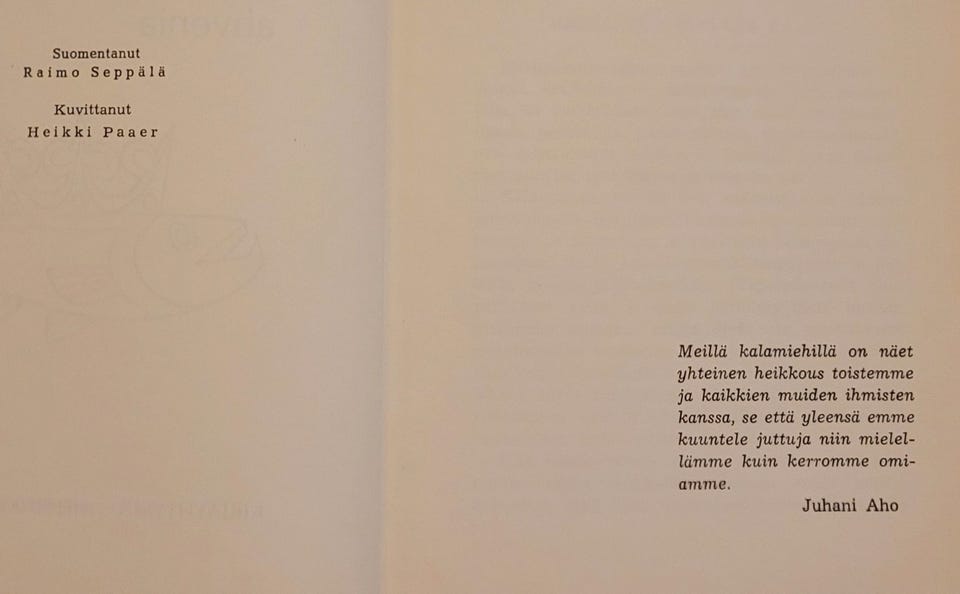 Suomentanut
Raimo Seppälä
Kuvittanut
Heikki Paaer
Meillä kalamiehillä on näet
yhteinen heikkous toistemme
ja kaikkien muiden ihmisten
kanssa, se että yleensä emme
kuuntele juttuja niin mielel-
lämme kuin kerromme omi-
amme.
Juhani Aho